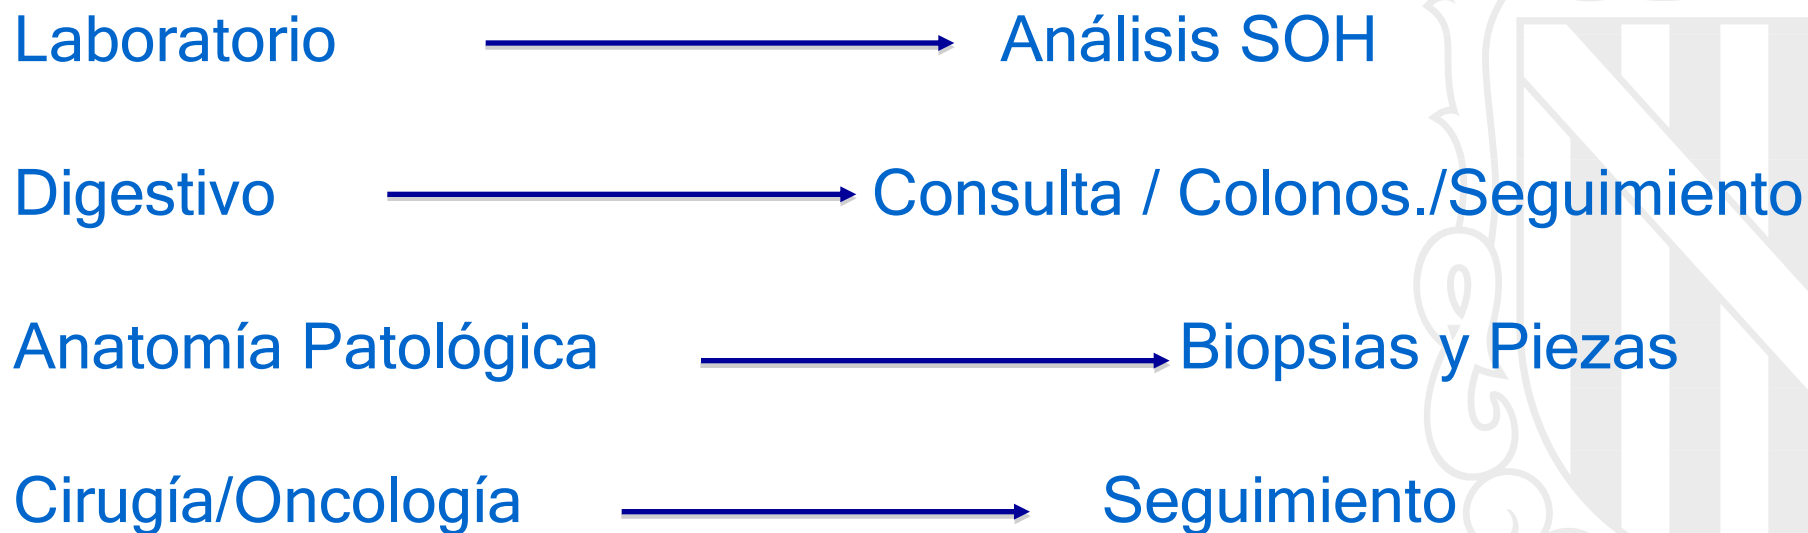 Laboratorio Análisis SOH
Digestivo Consulta / Colonos./Seguimiento
Anatomía Patológica Biopsias y Piezas
Cirugía/Oncología Seguimiento